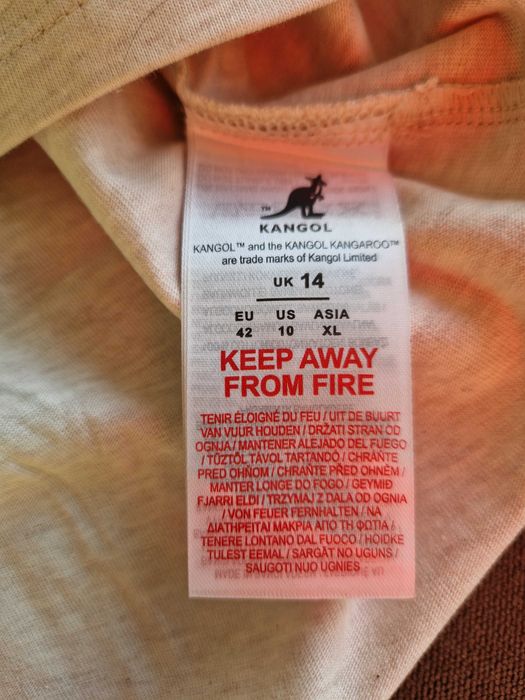 TM
KANGOL
KANGOL™ and the KANGOL KANGAROO™
are trade marks of Kangol Limited
UK 14
EU US ASIA
42 10 XL
KEEP AWAY
FROM FIRE
TENIR ÉLOIGNÉ DU FEU / UIT DE BUURT
VAN VUUR HOUDEN / DRŽATI STRAN OD
OGNJA / MANTENER ALEJADO DEL FUEGO
/ TŰZTŐL TÁVOL TARTANDÓ / CHRÁŇTE
PRED OHŇOM / CHRAŇTE PŘED OHNĚM /
MANTER LONGE DO FOGO / GEYMIÐ
FJARRI ELDI / TRZYMAJ Z DALA OD OGNIA
/ VON FEUER FERNHALTEN / ΝΑ
ΔΙΑΤΗΡΕΙΤΑΙ ΜΑΚΡΙΑ ΑΠΟ ΤΗ ΦΩΤΙΑ /
TENERE LONTANO DAL FUOCO / HOIDKE
TULEST EEMAL / SARGĀT NO UGUNS /
SAUGOTI NUO UGNIES